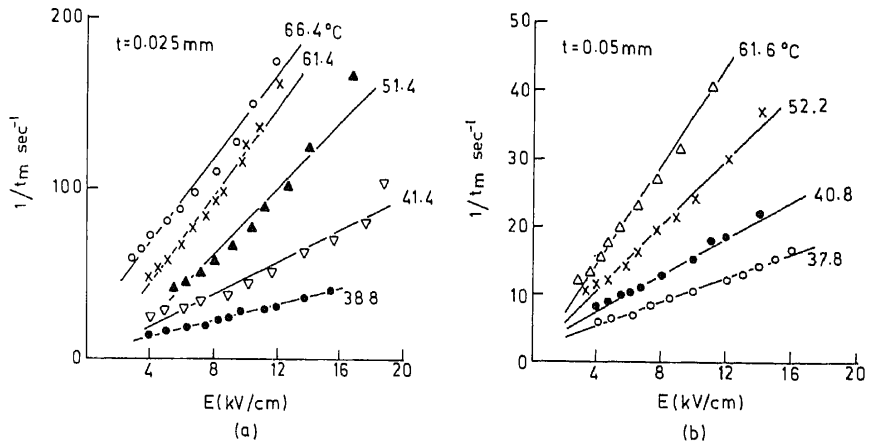 200
100
0
1/tm sec⁻¹
t=0.025mm
66.4°C
61.4
51.4
41.4
38.8
4 8 12 16 20
E(kV/cm)
(a)
50
40
30
20
10
0
1/tm sec⁻¹
t=0.05mm
61.6 °C
52.2
40.8
37.8
4 8 12 16 20
E(kV/cm)
(b)